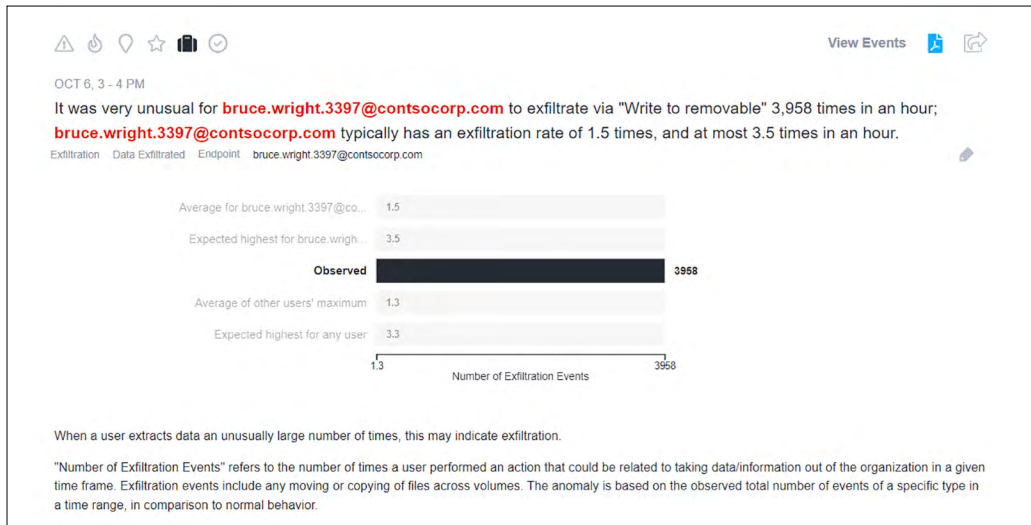 View Events
OCT 6, 3 - 4 PM
It was very unusual for bruce.wright.3397@contsocorp.com to exfiltrate via "Write to removable" 3,958 times in an hour;
bruce.wright.3397@contsocorp.com typically has an exfiltration rate of 1.5 times, and at most 3.5 times in an hour.
Exfiltration Data Exfiltrated Endpoint bruce.wright.3397@contsocorp.com
Average for bruce.wright.3397@co... 1.5
Expected highest for bruce.wrigh... 3.5
Observed 3958
Average of other users' maximum 1.3
Expected highest for any user 3.3
1.3 3958
Number of Exfiltration Events
When a user extracts data an unusually large number of times, this may indicate exfiltration.
"Number of Exfiltration Events" refers to the number of times a user performed an action that could be related to taking data/information out of the organization in a given
time frame. Exfiltration events include any moving or copying of files across volumes. The anomaly is based on the observed total number of events of a specific type in
a time range, in comparison to normal behavior.